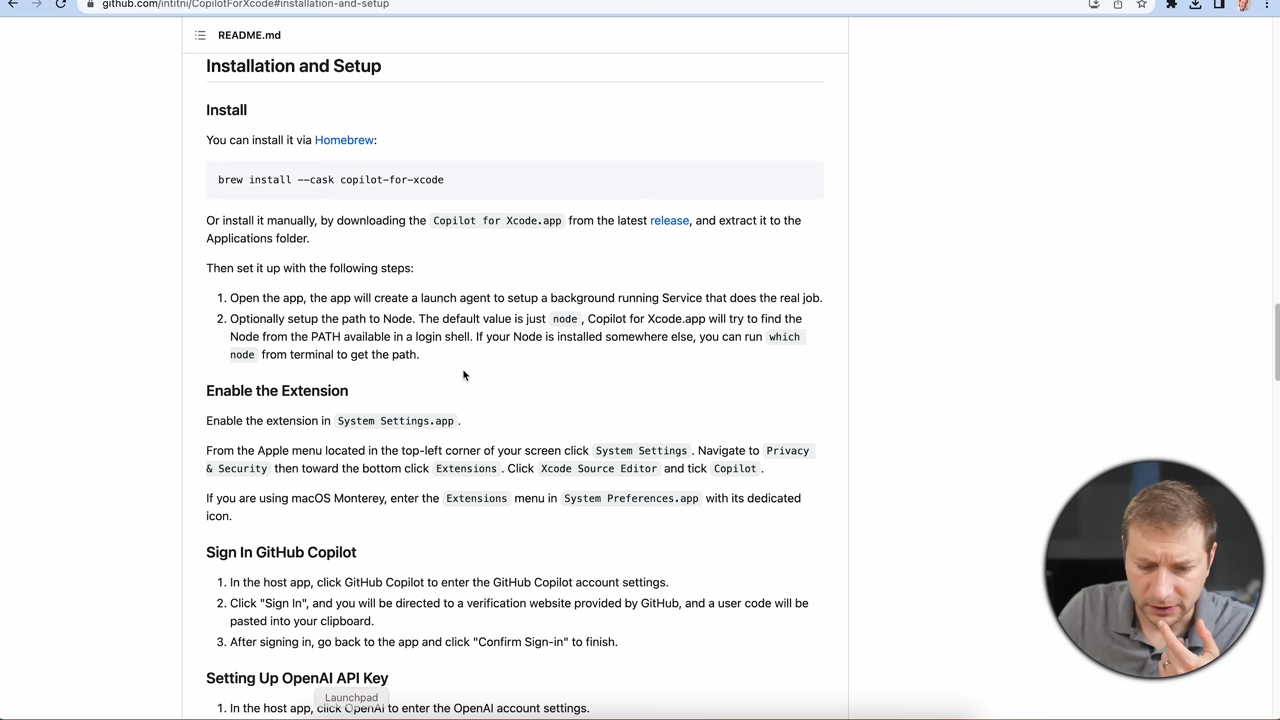 github.com/intitni/CopilotForXcode#installation-and-setup
README.md
Installation and Setup
Install
You can install it via Homebrew:
brew install --cask copilot-for-xcode
Or install it manually, by downloading the Copilot for Xcode.app from the latest release, and extract it to the
Applications folder.
Then set it up with the following steps:
1. Open the app, the app will create a launch agent to setup a background running Service that does the real job.
2. Optionally setup the path to Node. The default value is just node, Copilot for Xcode.app will try to find the
Node from the PATH available in a login shell. If your Node is installed somewhere else, you can run which
node from terminal to get the path.
Enable the Extension
Enable the extension in System Settings.app.
From the Apple menu located in the top-left corner of your screen click System Settings. Navigate to Privacy
& Security then toward the bottom click Extensions. Click Xcode Source Editor and tick Copilot.
If you are using macOS Monterey, enter the Extensions menu in System Preferences.app with its dedicated
icon.
Sign In GitHub Copilot
1. In the host app, click GitHub Copilot to enter the GitHub Copilot account settings.
2. Click "Sign In", and you will be directed to a verification website provided by GitHub, and a user code will be
pasted into your clipboard.
3. After signing in, go back to the app and click "Confirm Sign-in" to finish.
Setting Up OpenAI API Key
Launchpad
1. In the host app, click OpenAI to enter the OpenAI account settings.